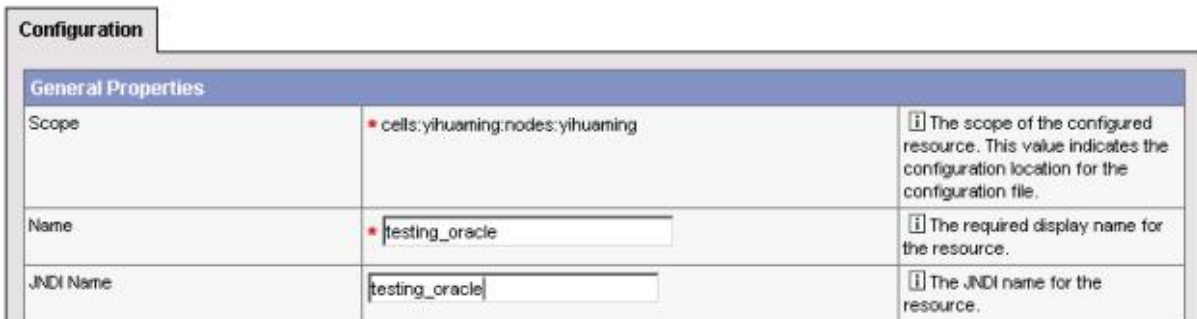 Configuration
General Properties
Scope
cells:yihuaming:nodes:yihuaming
i The scope of the configured
resource. This value indicates the
configuration location for the
configuration file.
Name
* testing_oracle
i The required display name for
the resource.
JNDI Name
testing_oracle
i The JNDI name for the
resource.